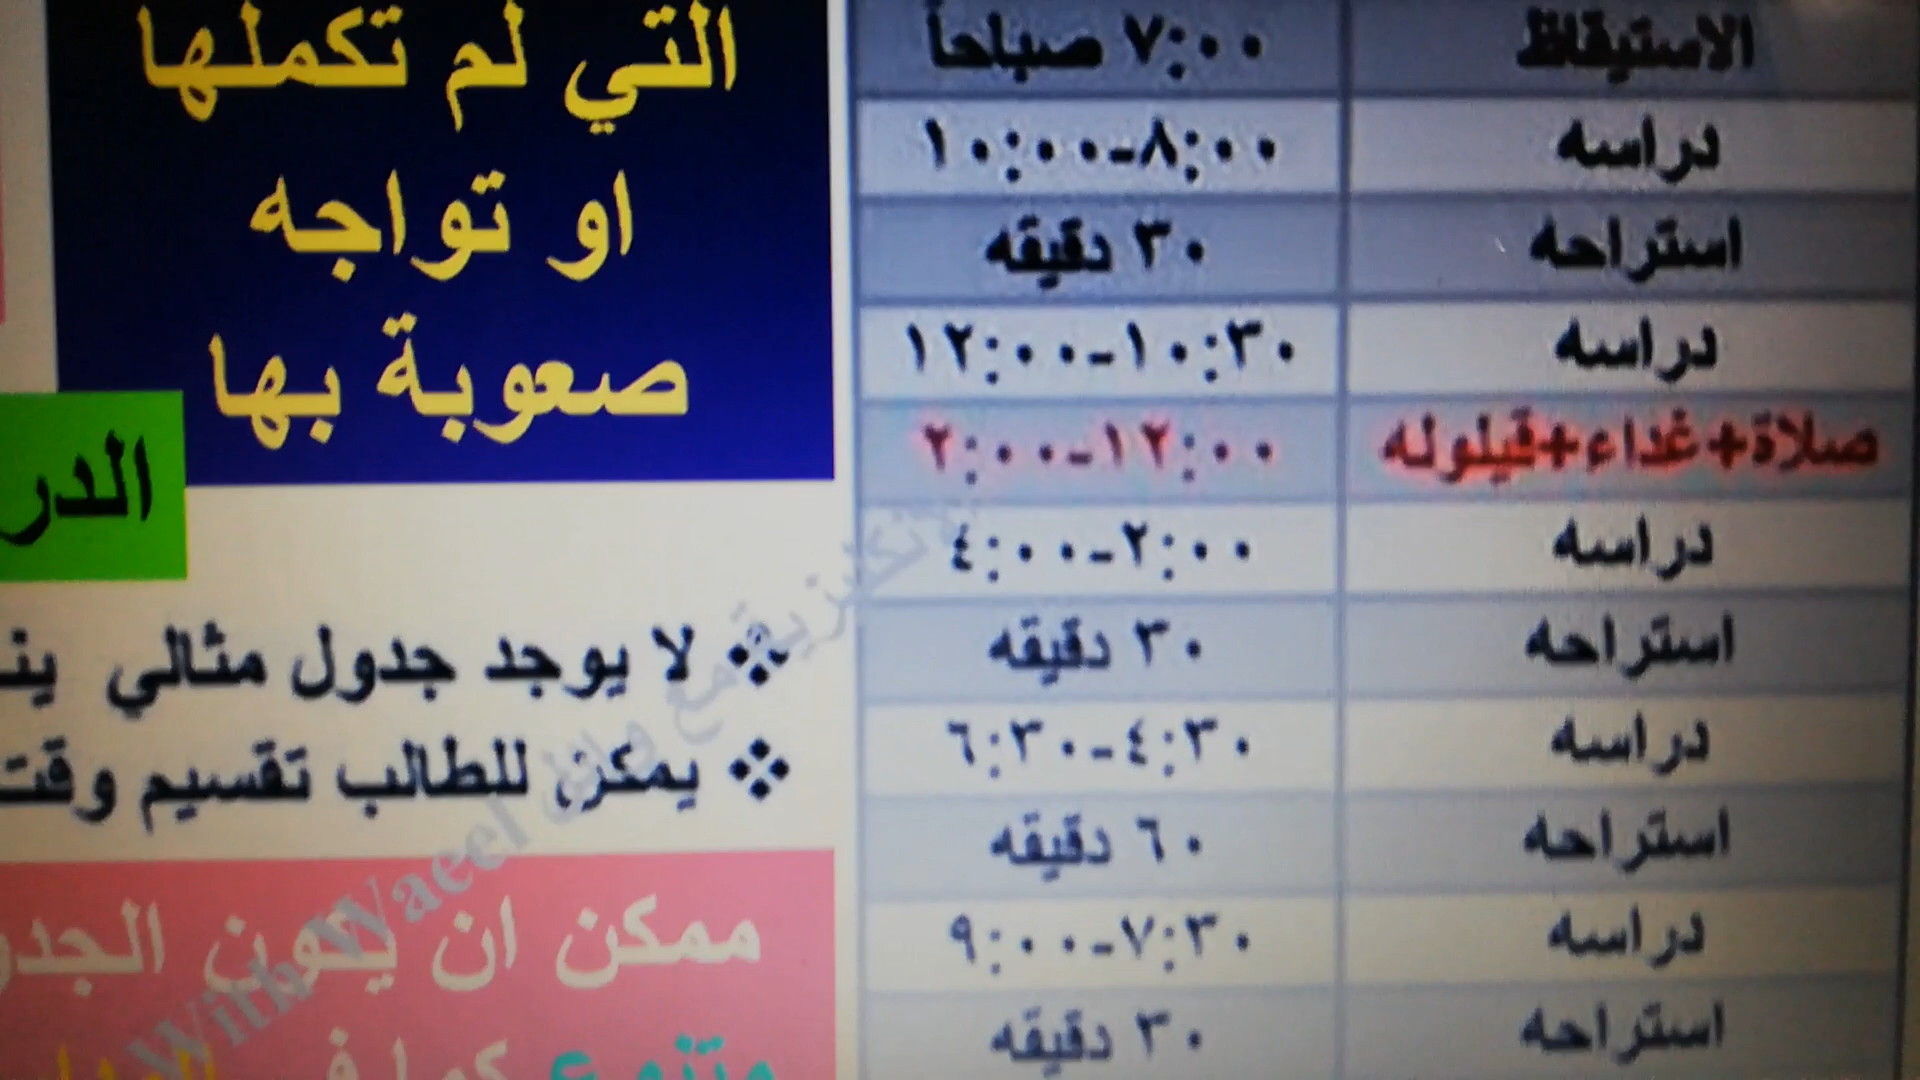 الاستيقاظ ٧:٠٠ صباحاً
دراسه ٨:٠٠-١٠:٠٠
استراحه ٣٠ دقيقه
دراسه ١٠:٣٠-١٢:٠٠
صلاة+غداء+قيلوله ١٢:٠٠-٢:٠٠
دراسه ٢:٠٠-٤:٠٠
استراحه ٣٠ دقيقه
دراسه ٤:٣٠-٦:٣٠
استراحه ٦٠ دقيقه
دراسه ٧:٣٠-٩:٠٠
استراحه ٣٠ دقيقه
التي لم تكملها
او تواجه
صعوبة بها
الدر
لا يوجد جدول مثالي ين
يمكن للطالب تقسيم وقت
ممكن ان يكون الجدو
With Waeel